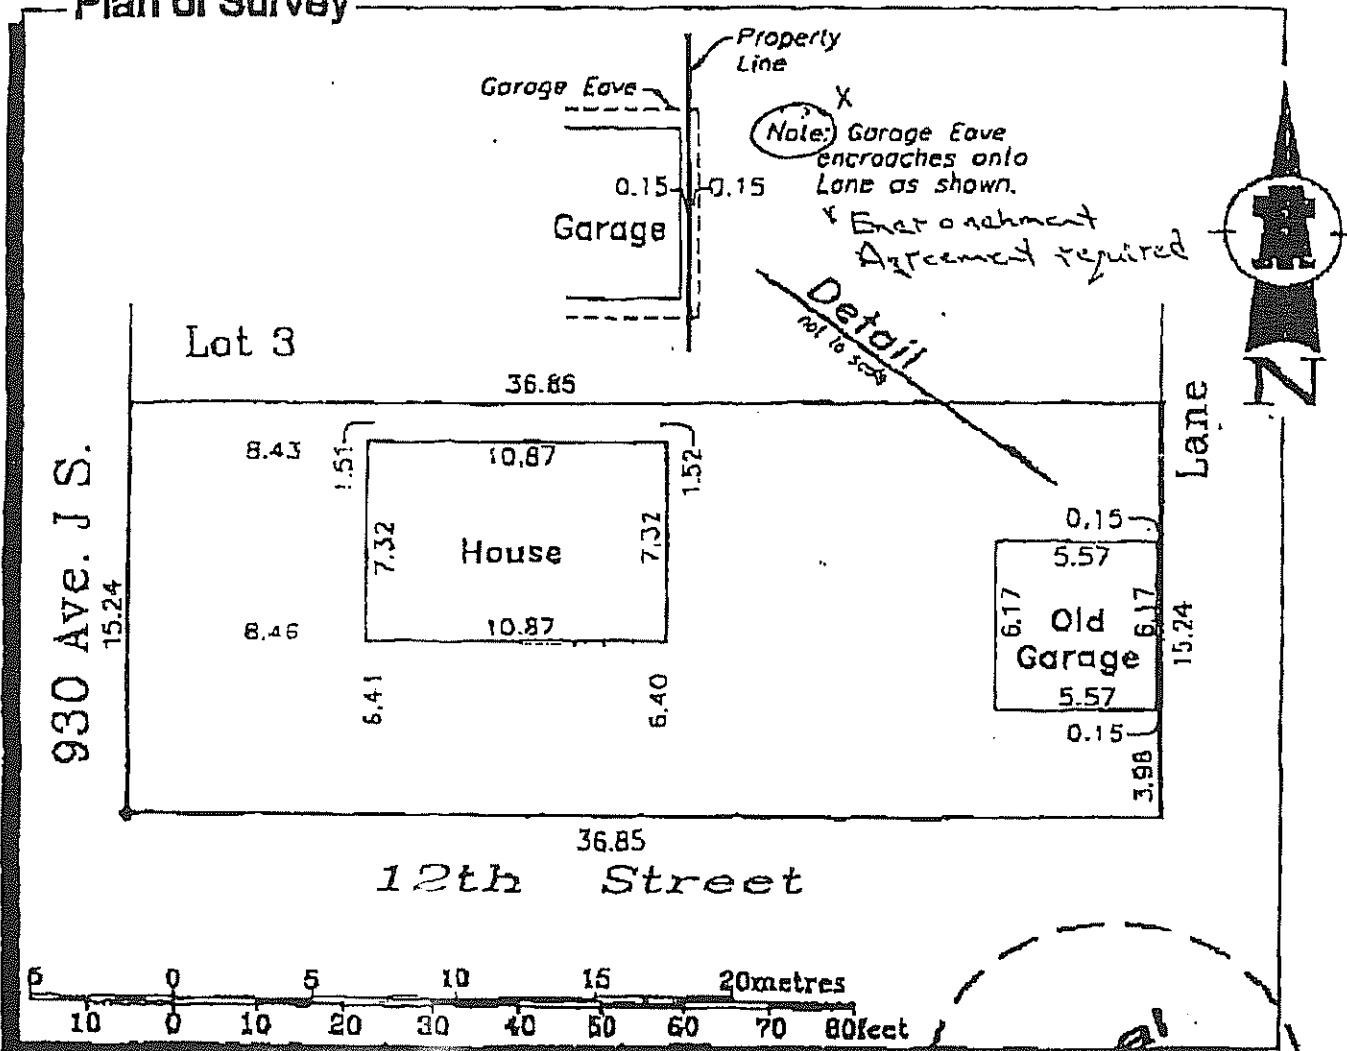 Plan of Survey
Property
Line
Garage Eave
X
Note: Garage Eave
encroaches onto
Lane as shown.
0.15
0.15
Garage
* Encroachment
Agreement required
Detail
not to scale
Lot 3
36.85
Lane
N
930 Ave. J S.
15.24
8.43
1.51
10.87
1.52
7.32
House
7.32
8.46
10.87
6.41
6.40
0.15
5.57
6.17
Old
Garage
6.17
15.24
5.57
0.15
3.98
36.85
12th Street
5 0 5 10 15 20metres
10 0 10 20 30 40 50 60 70 80feet